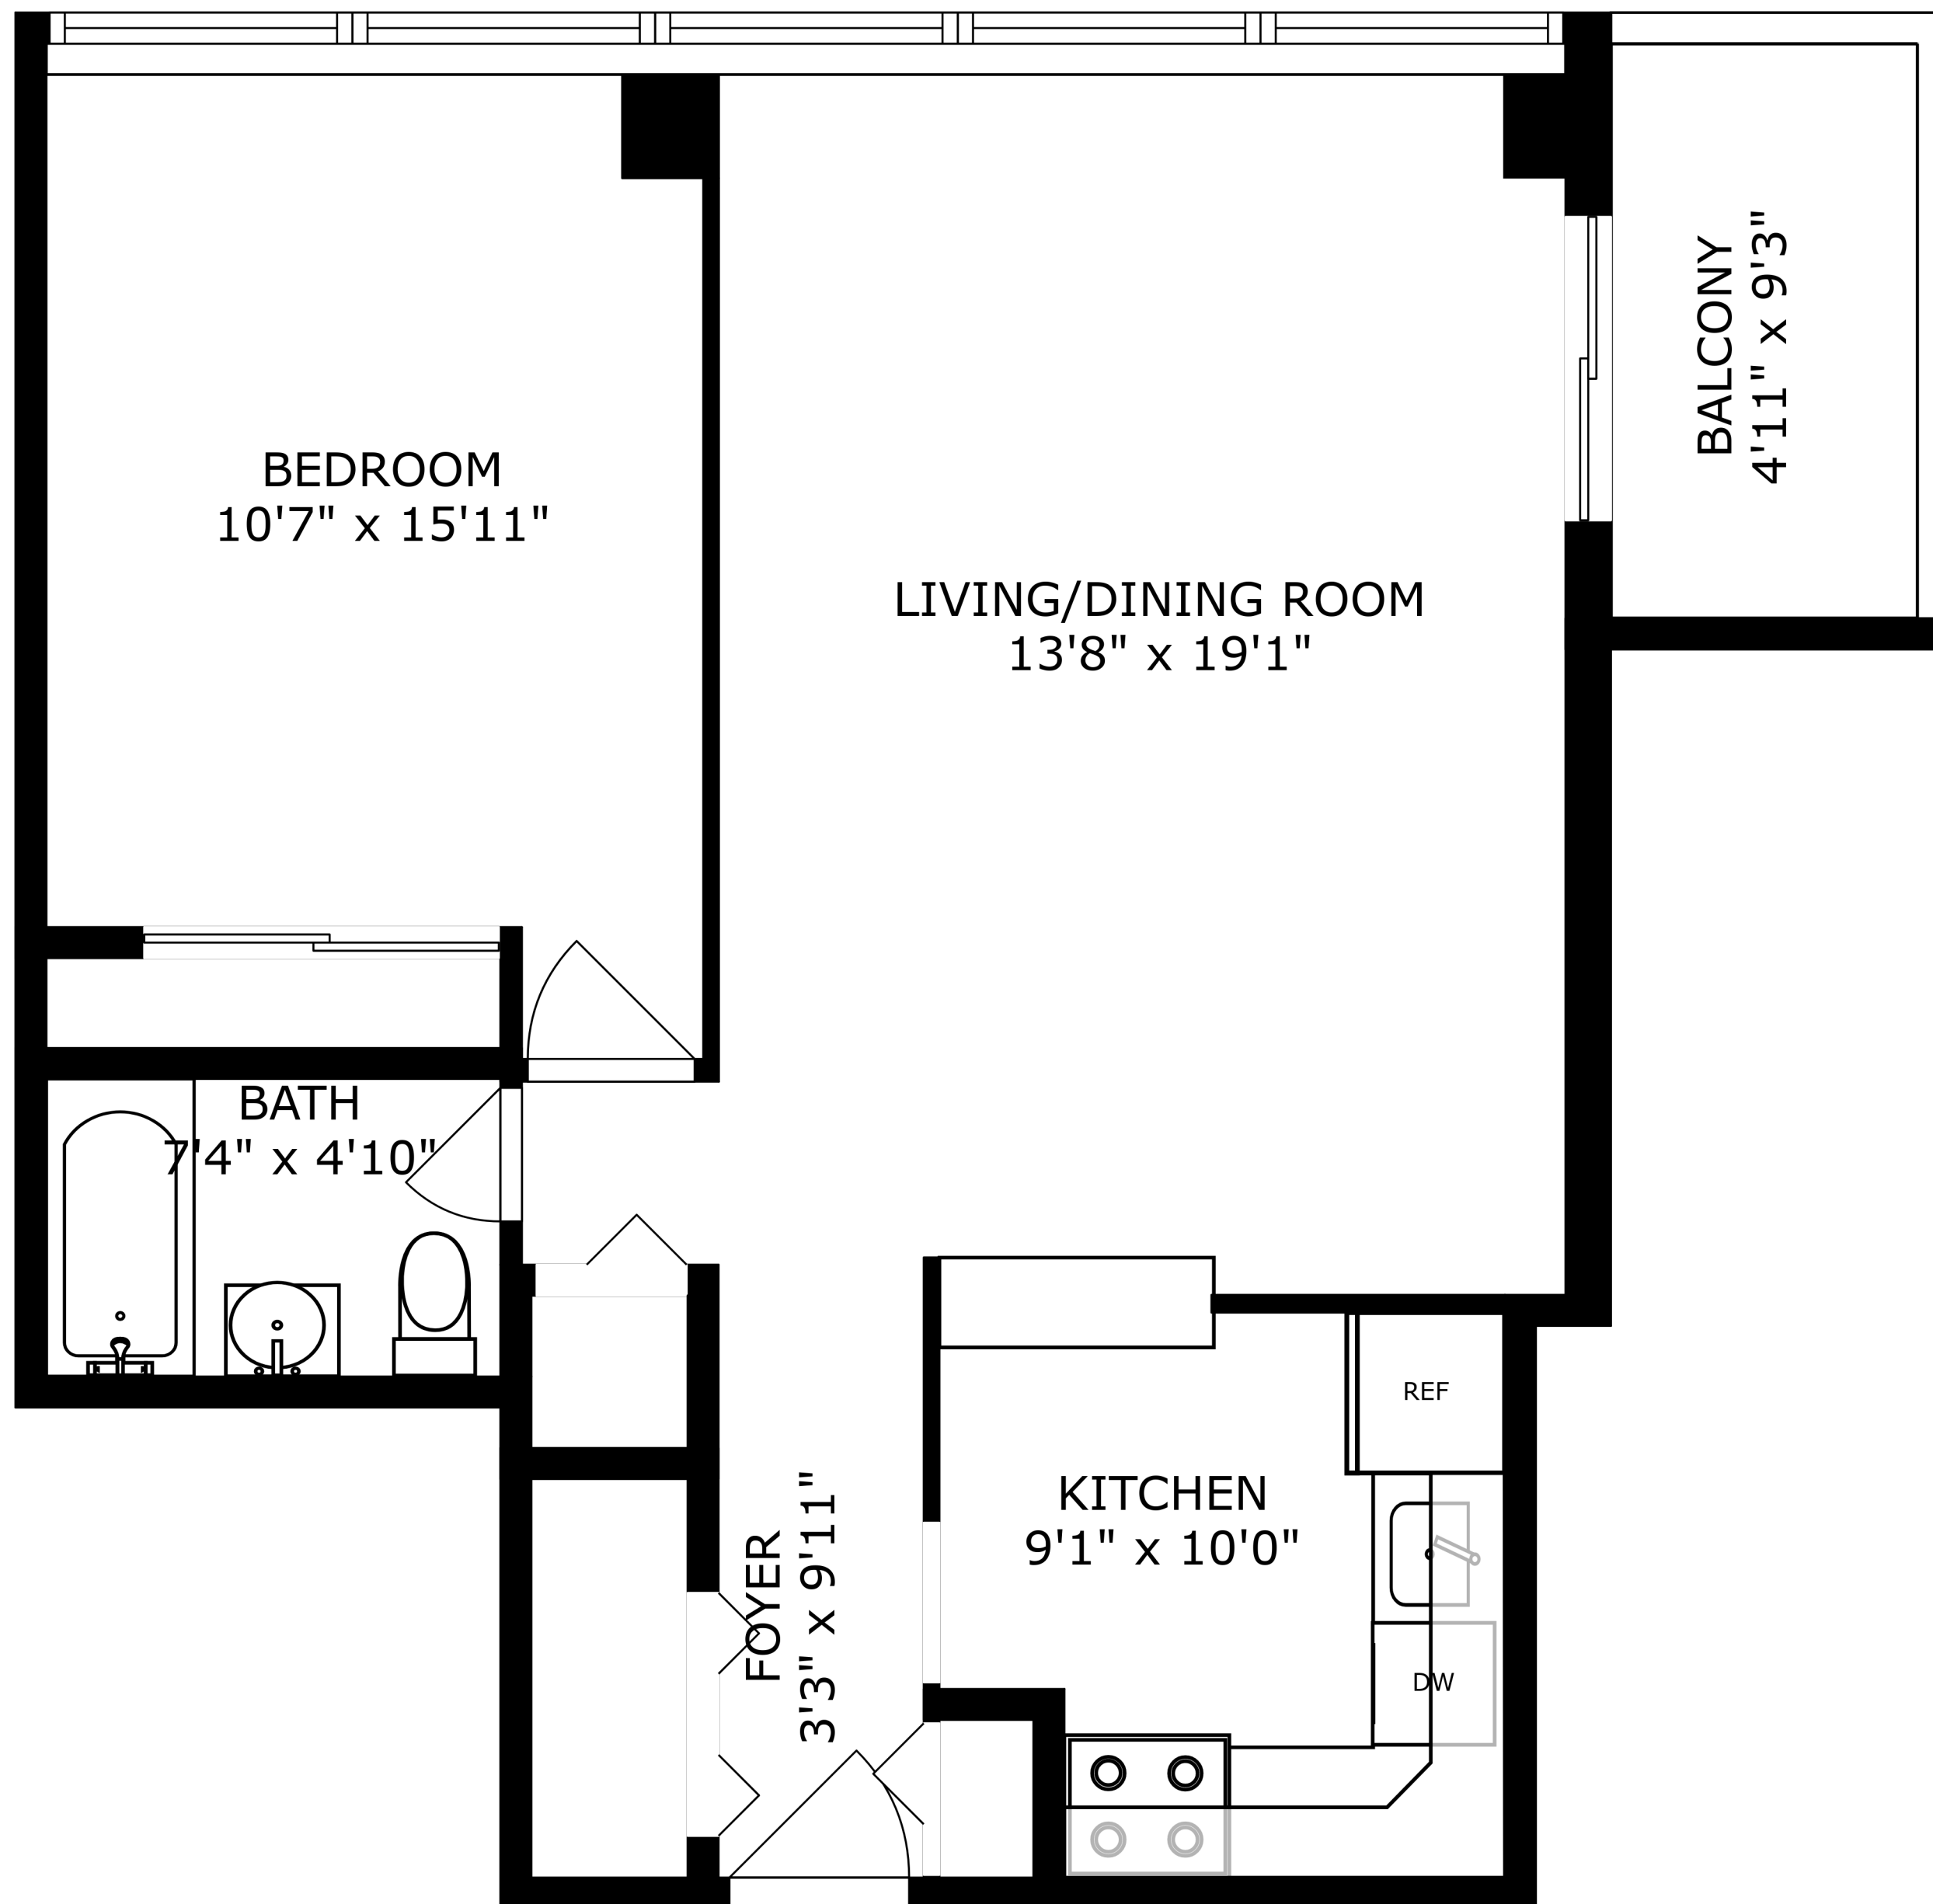 BALCONY
4'11" x 9'3"
BEDROOM
10'7" x 15'11"
LIVING/DINING ROOM
13'8" x 19'1"
BATH
7'4" x 4'10"
REF
KITCHEN
9'1" x 10'0"
FOYER
3'3" x 9'11"
DW